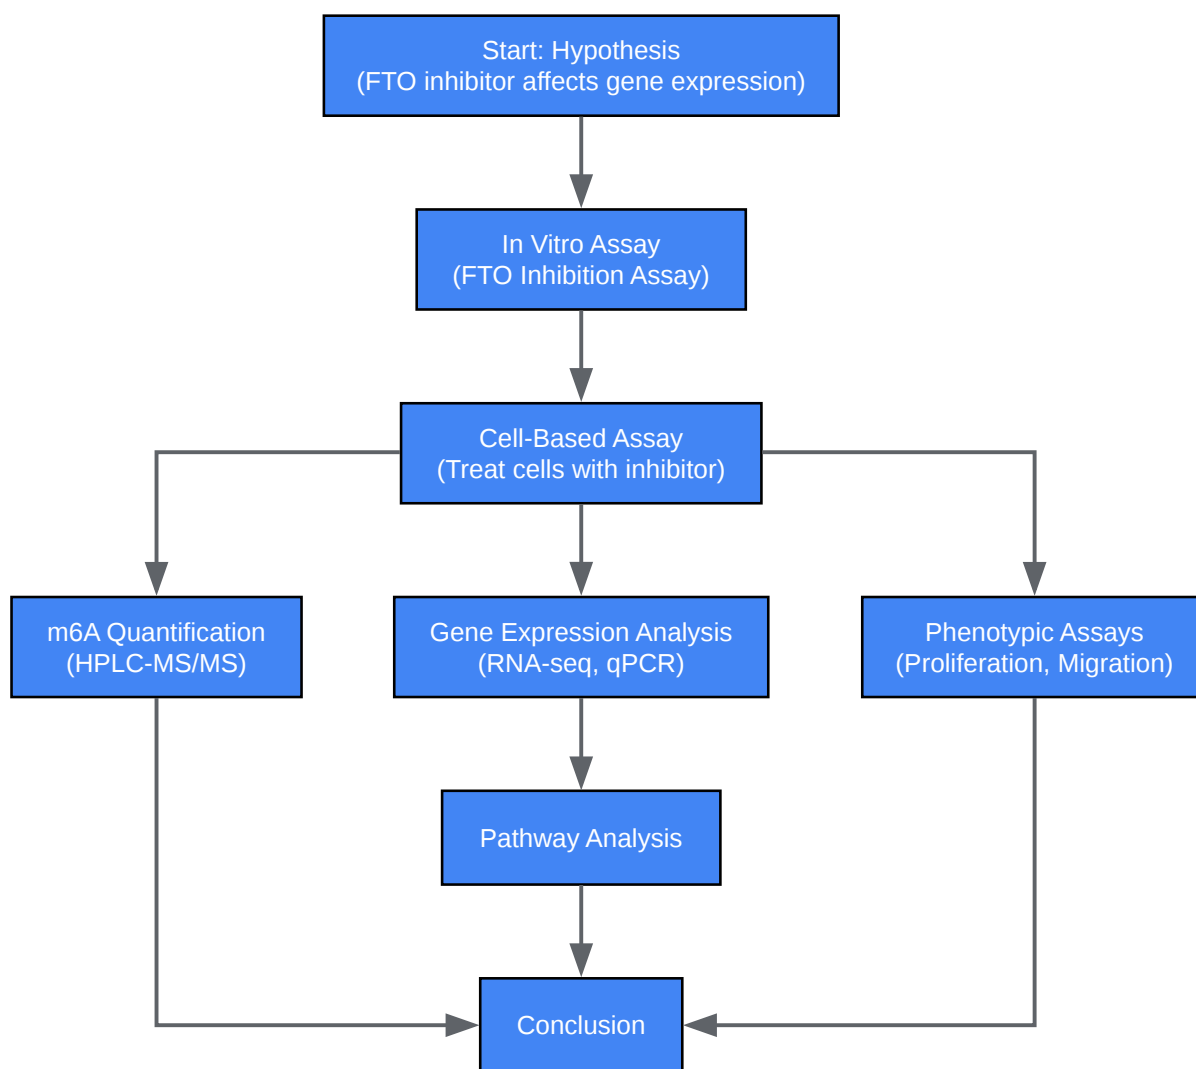 Start: Hypothesis
(FTO inhibitor affects gene expression)
In Vitro Assay
(FTO Inhibition Assay)
Cell-Based Assay
(Treat cells with inhibitor)
m6A Quantification
(HPLC-MS/MS)
Gene Expression Analysis
(RNA-seq, qPCR)
Phenotypic Assays
(Proliferation, Migration)
Pathway Analysis
Conclusion